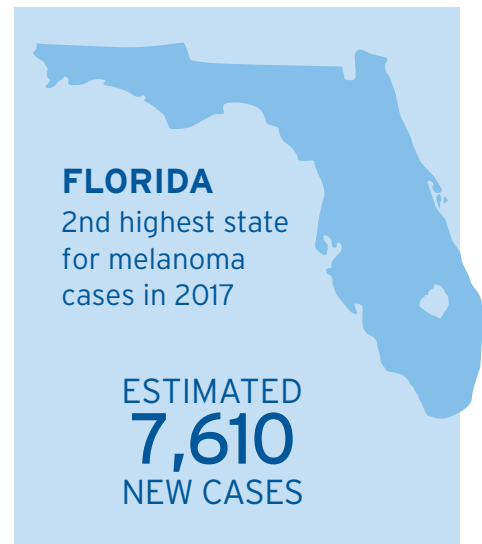 FLORIDA
2nd highest state
for melanoma
cases in 2017
ESTIMATED
7,610
NEW CASES